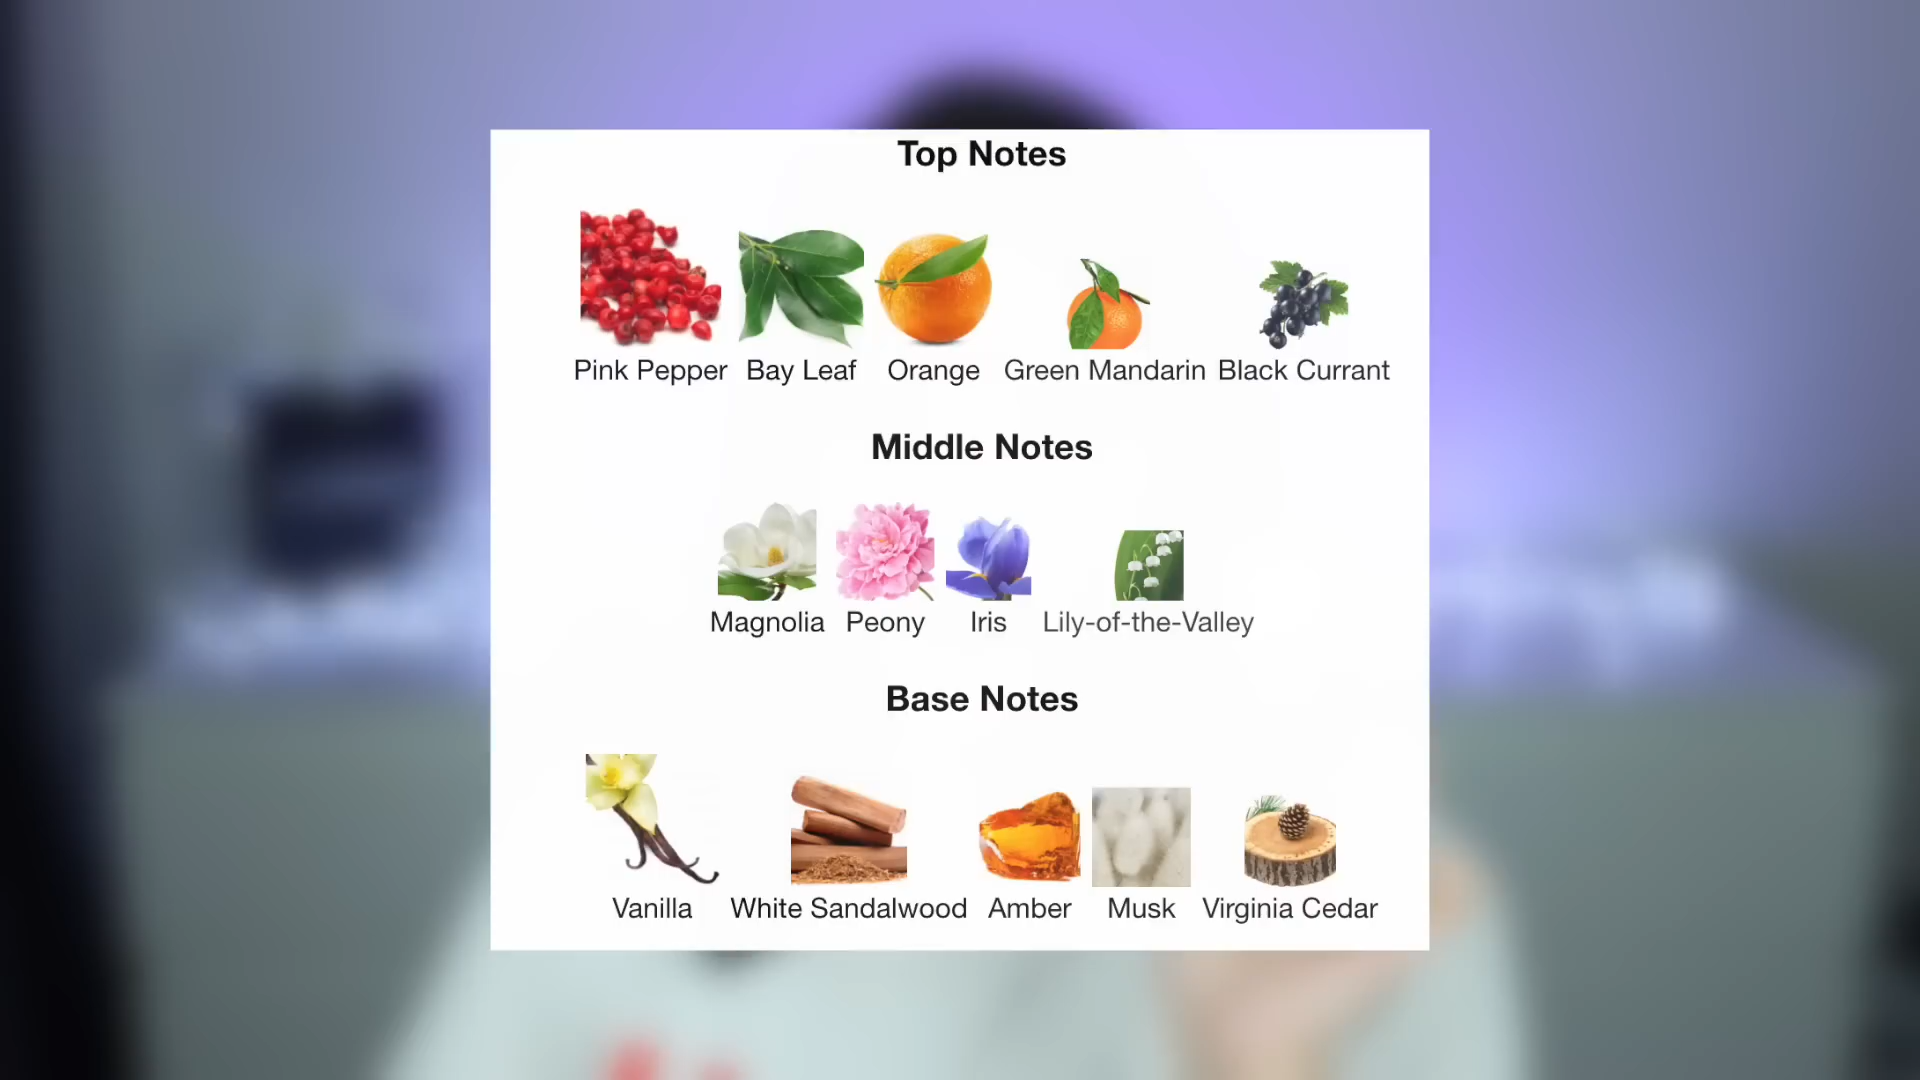 Top Notes
Pink Pepper Bay Leaf Orange Green Mandarin Black Currant
Middle Notes
Magnolia Peony Iris Lily-of-the-Valley
Base Notes
Vanilla White Sandalwood Amber Musk Virginia Cedar